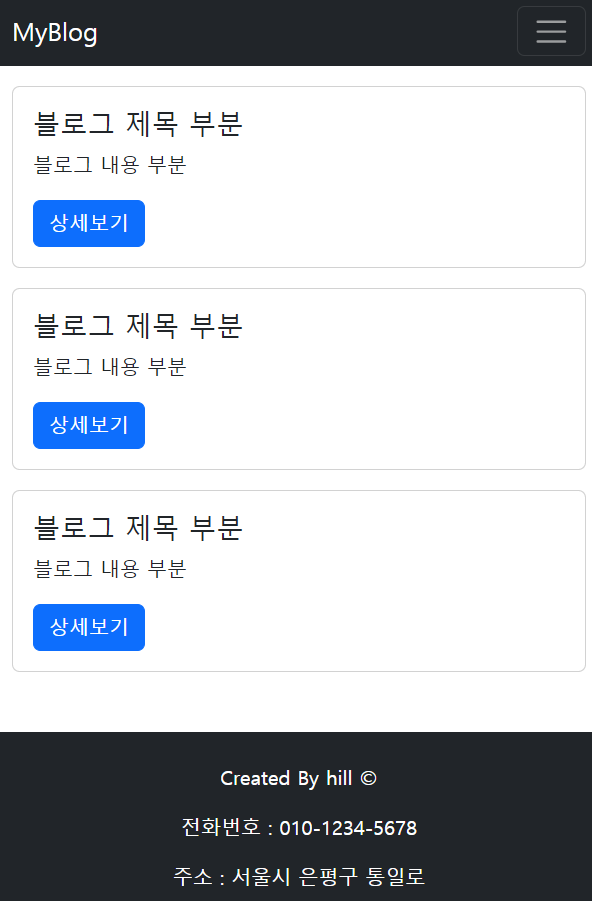 MyBlog
블로그 제목 부분
블로그 내용 부분
상세보기
블로그 제목 부분
블로그 내용 부분
상세보기
블로그 제목 부분
블로그 내용 부분
상세보기
Created By hill ©
전화번호 : 010-1234-5678
주소 : 서울시 은평구 통일로